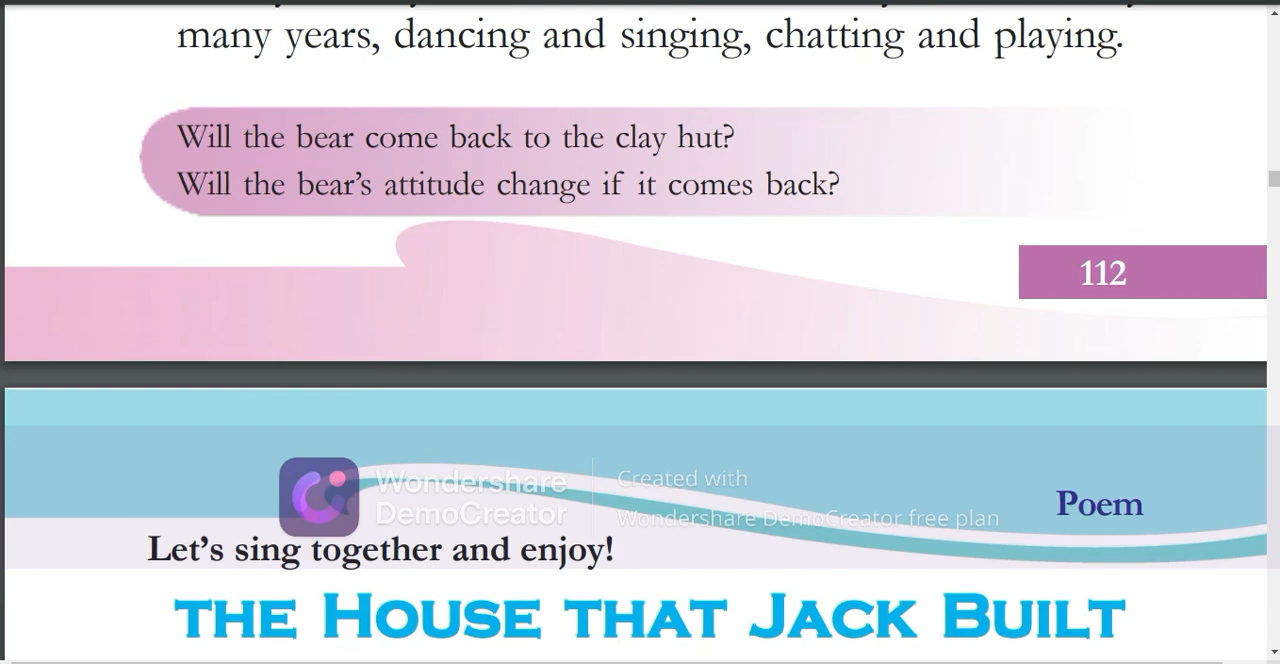 many years, dancing and singing, chatting and playing.
Will the bear come back to the clay hut?
Will the bear's attitude change if it comes back?
112
Wondershare
DemoCreator
Created with
Wondershare DemoCreator free plan
Poem
Let's sing together and enjoy!
THE HOUSE THAT JACK BUILT